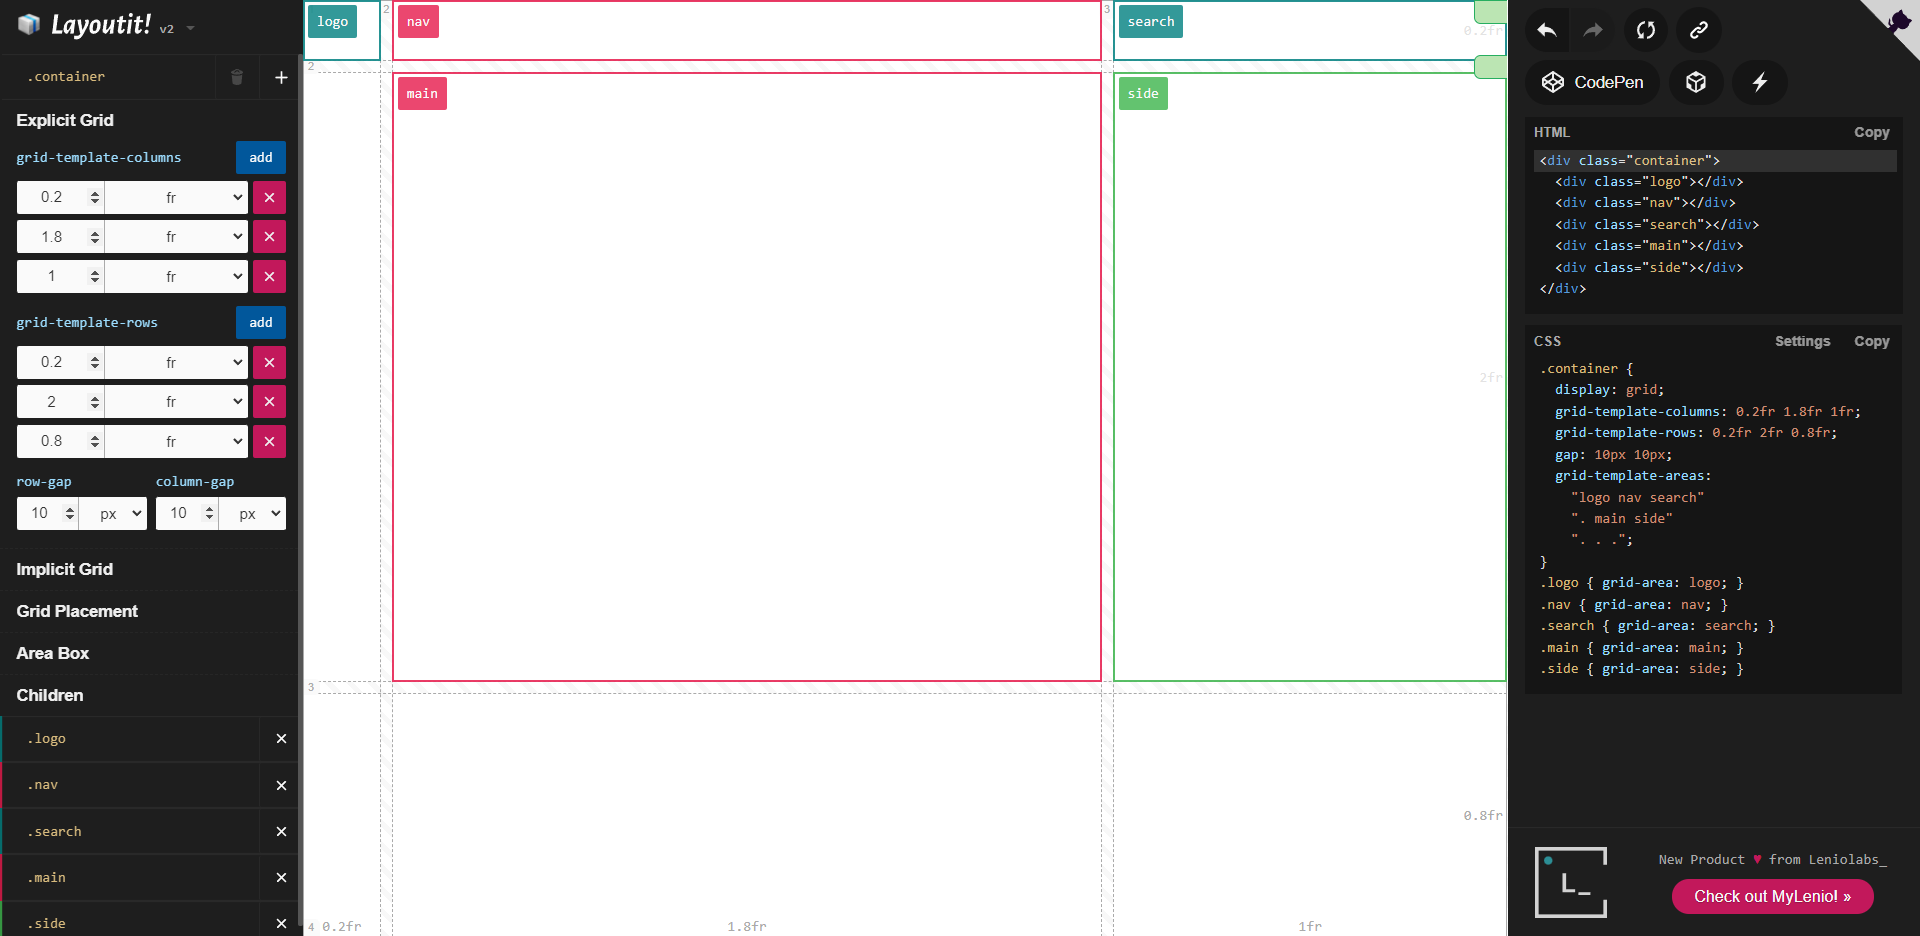 Layoutit! v2
.container
Explicit Grid
grid-template-columns add
0.2 fr
1.8 fr
1 fr
grid-template-rows add
0.2 fr
2 fr
0.8 fr
row-gap column-gap
10 px 10 px
Implicit Grid
Grid Placement
Area Box
Children
.logo
.nav
.search
.main
.side
logo
2
nav
3
search
0.2fr
2
main
side
2fr
3
0.8fr
4 0.2fr
1.8fr
1fr
CodePen
HTML Copy
<div class="container">
<div class="logo"></div>
<div class="nav"></div>
<div class="search"></div>
<div class="main"></div>
<div class="side"></div>
</div>
CSS Settings Copy
.container {
display: grid;
grid-template-columns: 0.2fr 1.8fr 1fr;
grid-template-rows: 0.2fr 2fr 0.8fr;
gap: 10px 10px;
grid-template-areas:
"logo nav search"
". main side"
". . .";
}
.logo { grid-area: logo; }
.nav { grid-area: nav; }
.search { grid-area: search; }
.main { grid-area: main; }
.side { grid-area: side; }
L_
New Product ♥ from Leniolabs_
Check out MyLenio! »